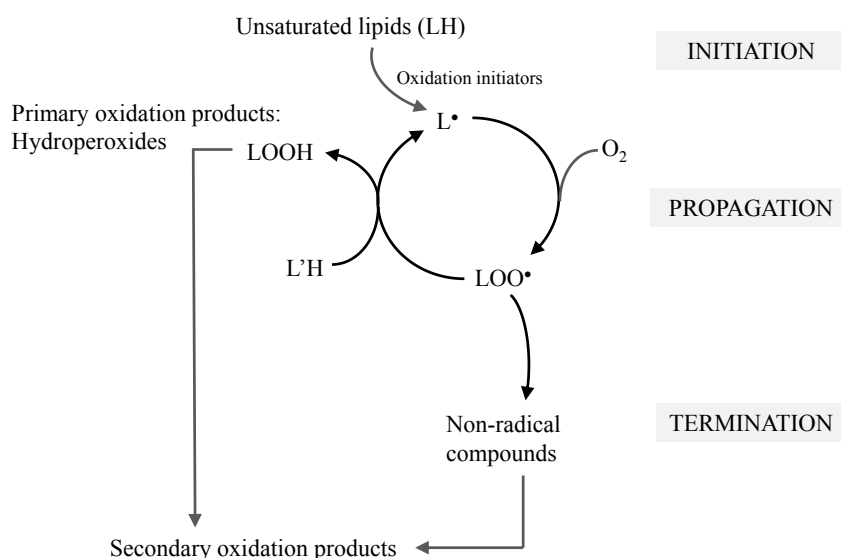 Unsaturated lipids (LH)
INITIATION
Oxidation initiators
Primary oxidation products:
Hydroperoxides
L•
LOOH
O₂
PROPAGATION
L’H
LOO•
Non-radical
compounds
TERMINATION
Secondary oxidation products